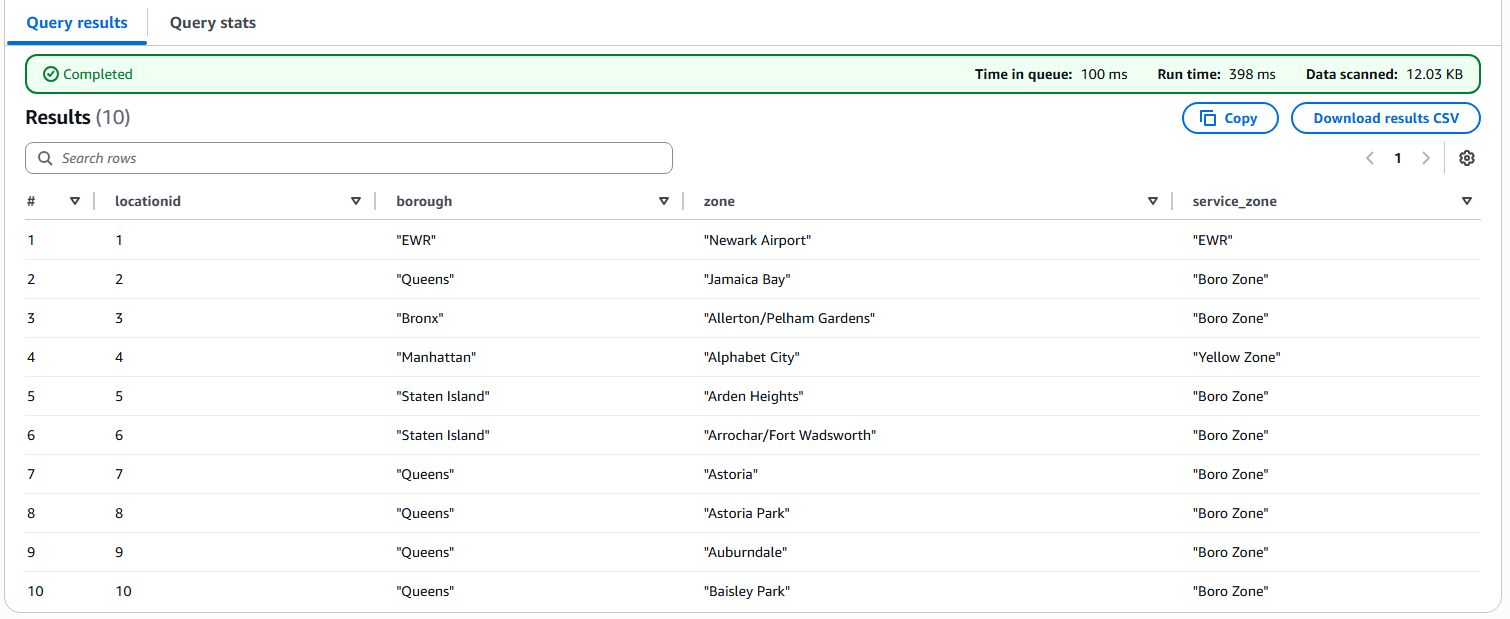 Query results Query stats
Completed Time in queue: 100 ms Run time: 398 ms Data scanned: 12.03 KB
Results (10) Copy Download results CSV
Search rows 1
# locationid borough zone service_zone
1 1 "EWR" "Newark Airport" "EWR"
2 2 "Queens" "Jamaica Bay" "Boro Zone"
3 3 "Bronx" "Allerton/Pelham Gardens" "Boro Zone"
4 4 "Manhattan" "Alphabet City" "Yellow Zone"
5 5 "Staten Island" "Arden Heights" "Boro Zone"
6 6 "Staten Island" "Arrochar/Fort Wadsworth" "Boro Zone"
7 7 "Queens" "Astoria" "Boro Zone"
8 8 "Queens" "Astoria Park" "Boro Zone"
9 9 "Queens" "Auburndale" "Boro Zone"
10 10 "Queens" "Baisley Park" "Boro Zone"